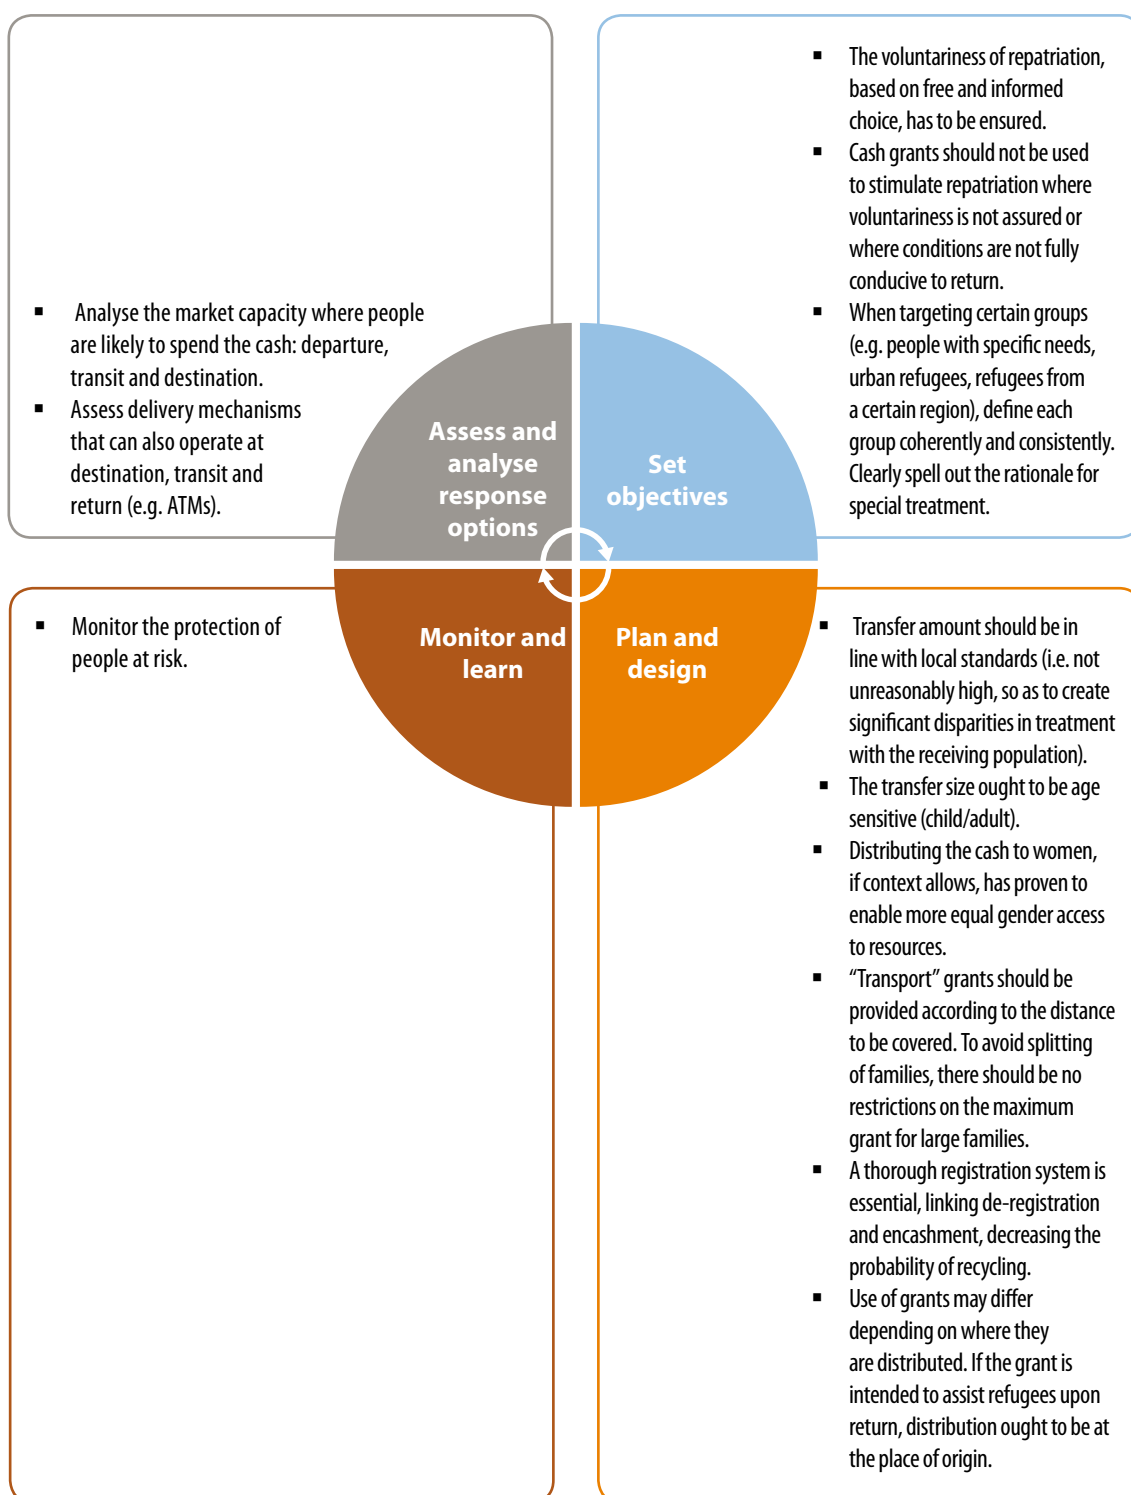 ▪ Analyse the market capacity where people
are likely to spend the cash: departure,
transit and destination.
▪ Assess delivery mechanisms
that can also operate at
destination, transit and
return (e.g. ATMs).
Assess and
analyse
response
options
▪ The voluntariness of repatriation,
based on free and informed
choice, has to be ensured.
▪ Cash grants should not be used
to stimulate repatriation where
voluntariness is not assured or
where conditions are not fully
conducive to return.
▪ When targeting certain groups
(e.g. people with specific needs,
urban refugees, refugees from
a certain region), define each
group coherently and consistently.
Clearly spell out the rationale for
special treatment.
Set
objectives
▪ Monitor the protection of
people at risk.
Monitor and
learn
Plan and
design
▪ Transfer amount should be in
line with local standards (i.e. not
unreasonably high, so as to create
significant disparities in treatment
with the receiving population).
▪ The transfer size ought to be age
sensitive (child/adult).
▪ Distributing the cash to women,
if context allows, has proven to
enable more equal gender access
to resources.
▪ “Transport” grants should be
provided according to the distance
to be covered. To avoid splitting
of families, there should be no
restrictions on the maximum
grant for large families.
▪ A thorough registration system is
essential, linking de-registration
and encashment, decreasing the
probability of recycling.
▪ Use of grants may differ
depending on where they
are distributed. If the grant is
intended to assist refugees upon
return, distribution ought to be at
the place of origin.